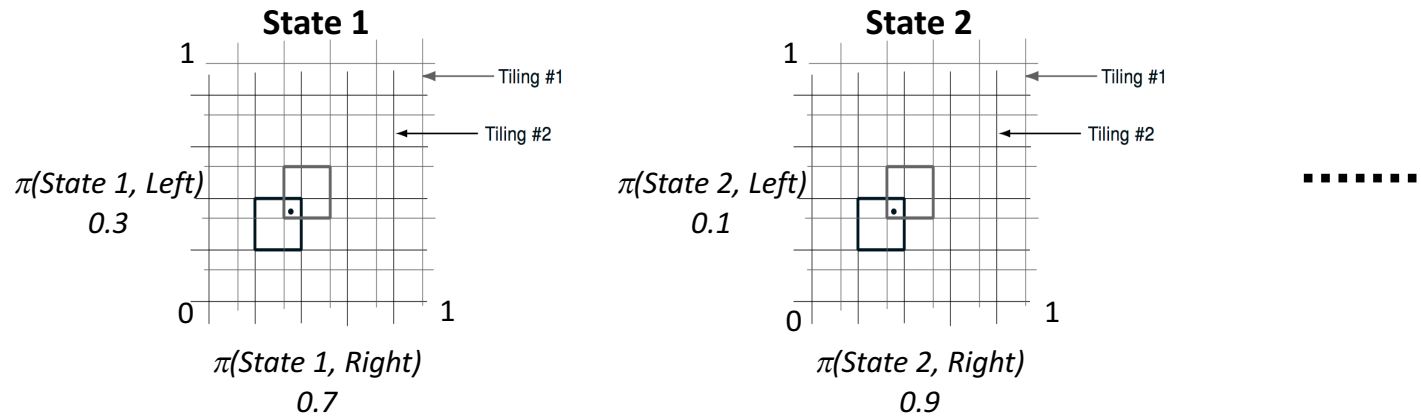 State 1
1
Tiling #1
Tiling #2
π(State 1, Left)
0.3
0
1
π(State 1, Right)
0.7
State 2
1
Tiling #1
Tiling #2
π(State 2, Left)
0.1
0
1
π(State 2, Right)
0.9